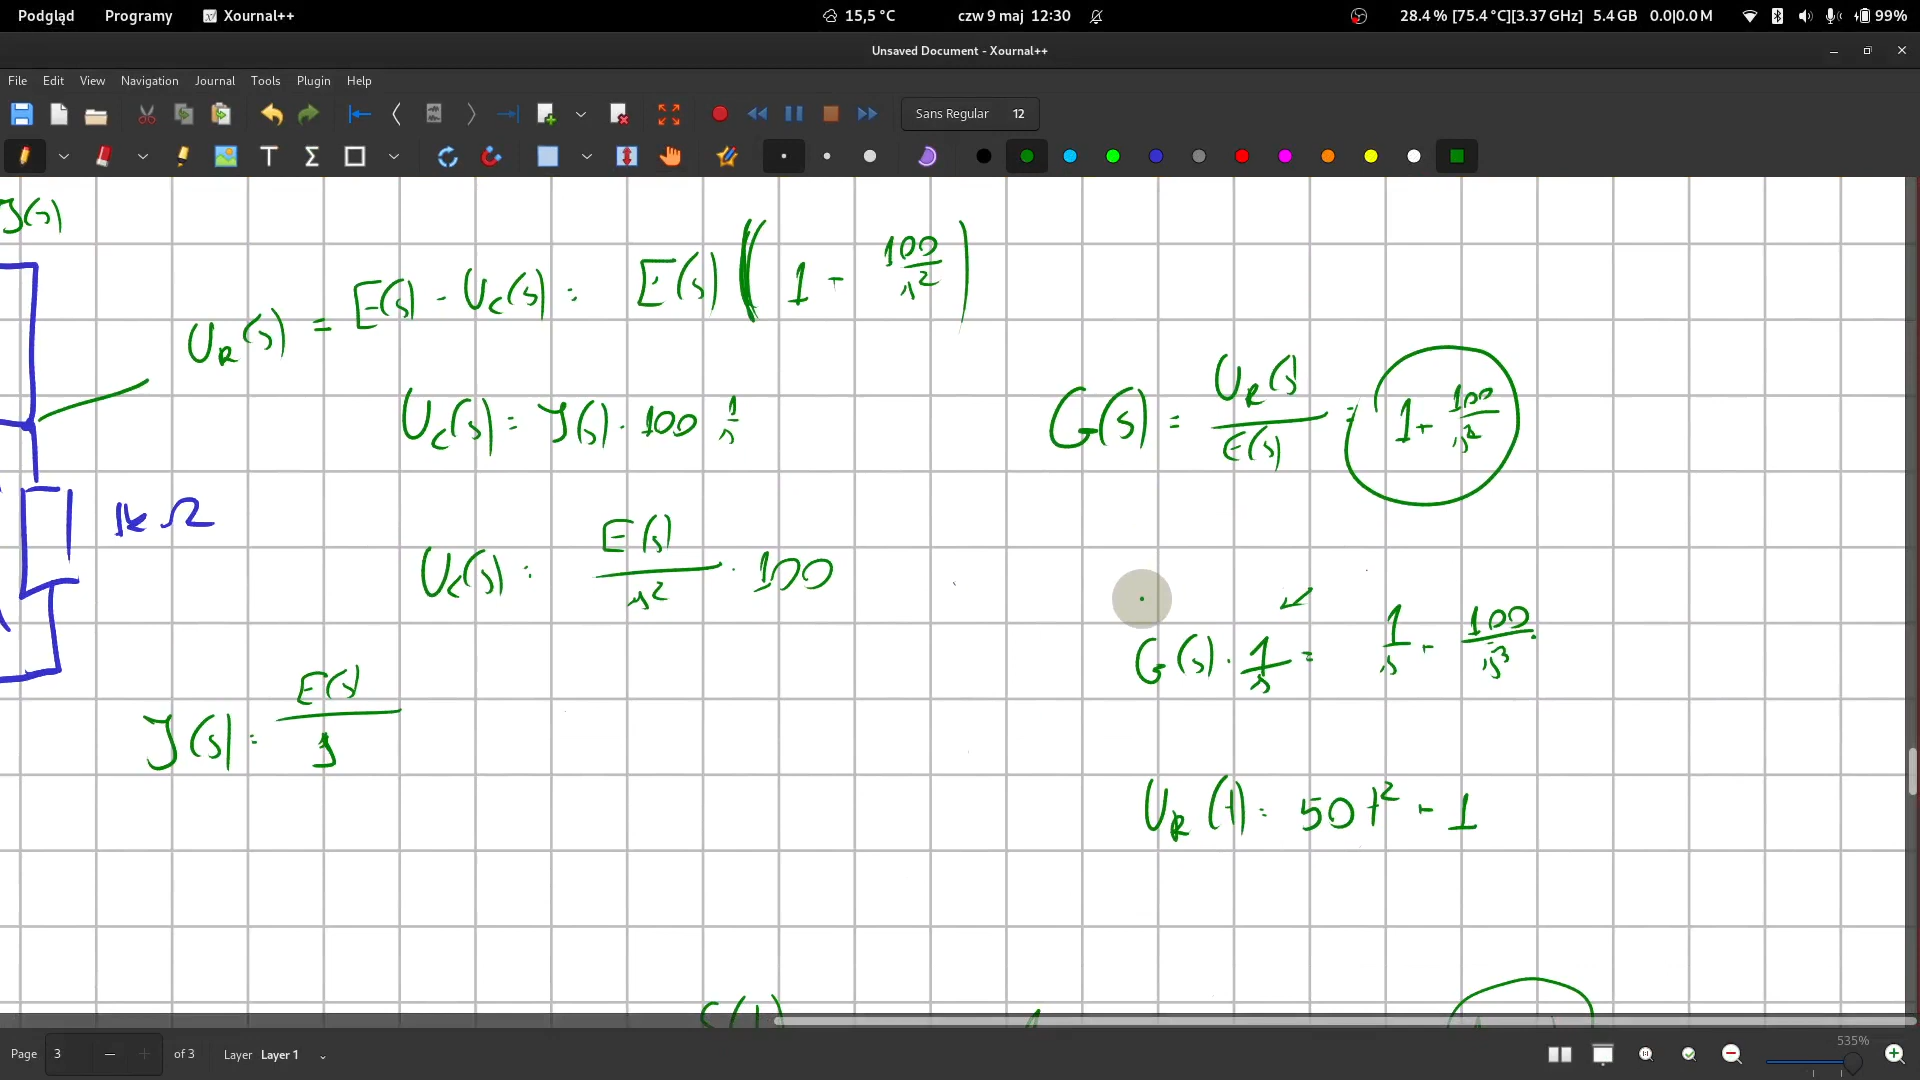 Podgląd Programy Xournal++ 15,5 °C czw 9 maj 12:30 28.4 % [75.4 °C][3.37 GHz] 5.4 GB 0.0|0.0 M 99%
Unsaved Document - Xournal++
File Edit View Navigation Journal Tools Plugin Help
Sans Regular 12
T Σ
J(s)
U_R(s) = E(s) - U_C(s) = E(s) (1 - 100/s²)
U_C(s) = J(s) · 100 1/s
G(s) = U_R(s)/E(s) = 1 - 100/s²
1k Ω
U_C(s) = E(s)/s² · 100
G(s) · 1/s = 1/s - 100/s³
J(s) = E(s)/s
U_R(t) = 50t² - 1
535%
Page 3 of 3 Layer Layer 1